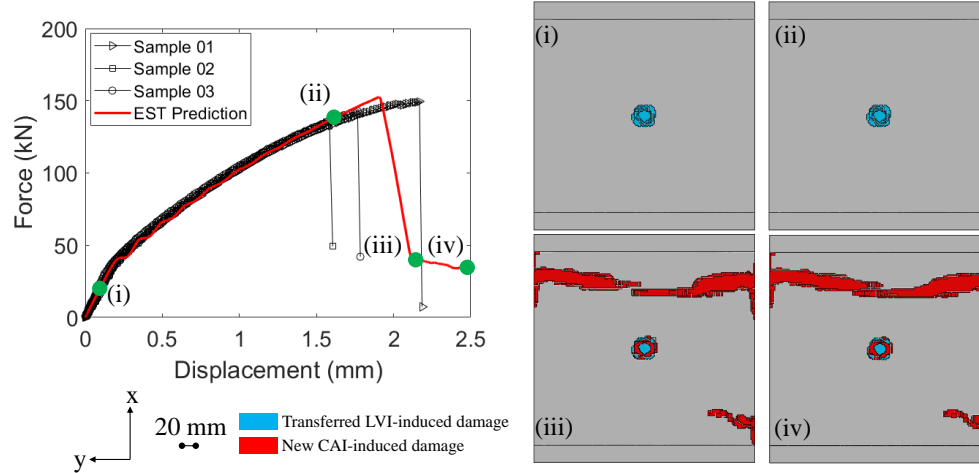 200
150
100
50
0
Force (kN)
Sample 01
Sample 02
Sample 03
EST Prediction
(ii)
(i)
(iii)
(iv)
0
0.5
1
1.5
2
2.5
Displacement (mm)
x
y
20 mm
Transferred LVI-induced damage
New CAI-induced damage
(i)
(ii)
(iii)
(iv)